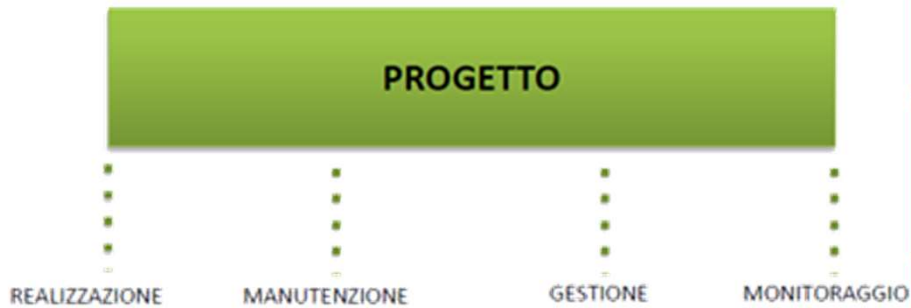 PROGETTO
REALIZZAZIONE MANUTENZIONE GESTIONE MONITORAGGIO